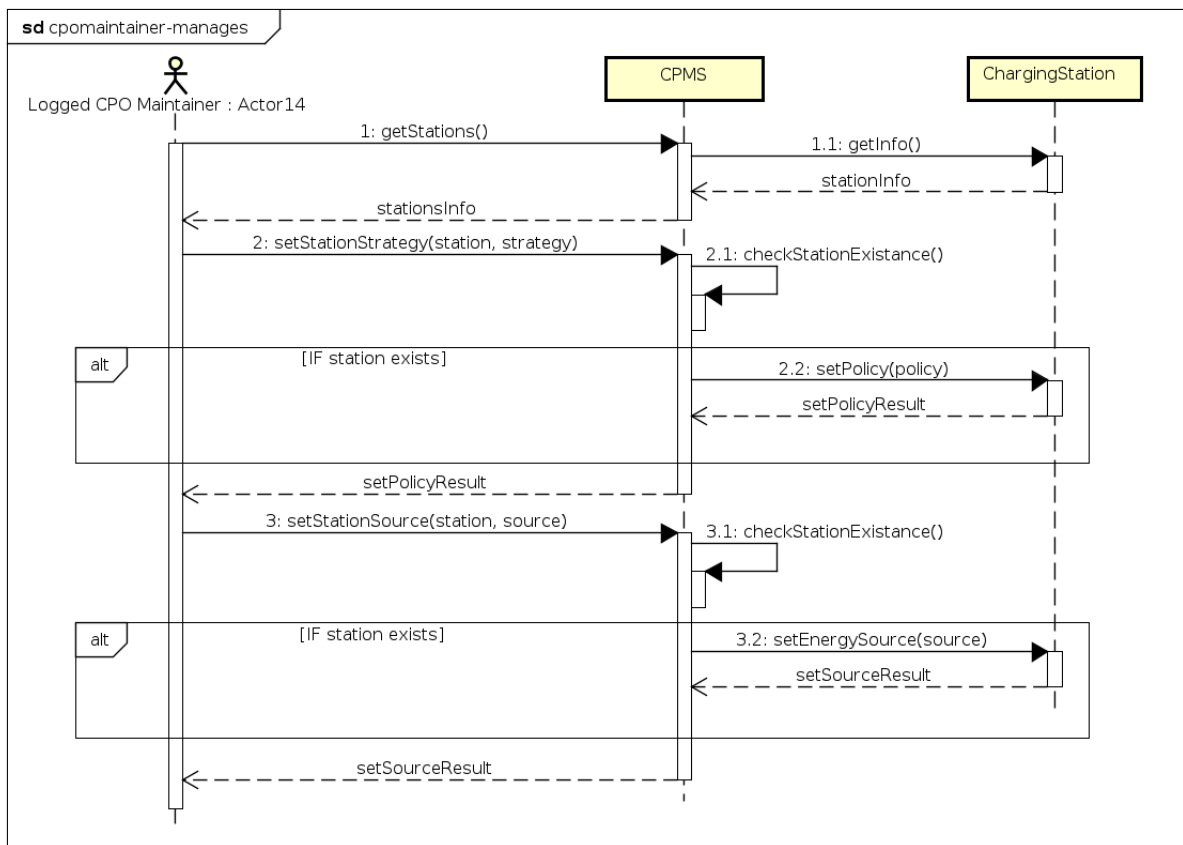 sd cpomaintainer-manages
CPMS
ChargingStation
Logged CPO Maintainer : Actor14
1: getStations()
1.1: getInfo()
stationInfo
stationsInfo
2: setStationStrategy(station, strategy)
2.1: checkStationExistance()
alt
[IF station exists]
2.2: setPolicy(policy)
setPolicyResult
setPolicyResult
3: setStationSource(station, source)
3.1: checkStationExistance()
alt
[IF station exists]
3.2: setEnergySource(source)
setSourceResult
setSourceResult